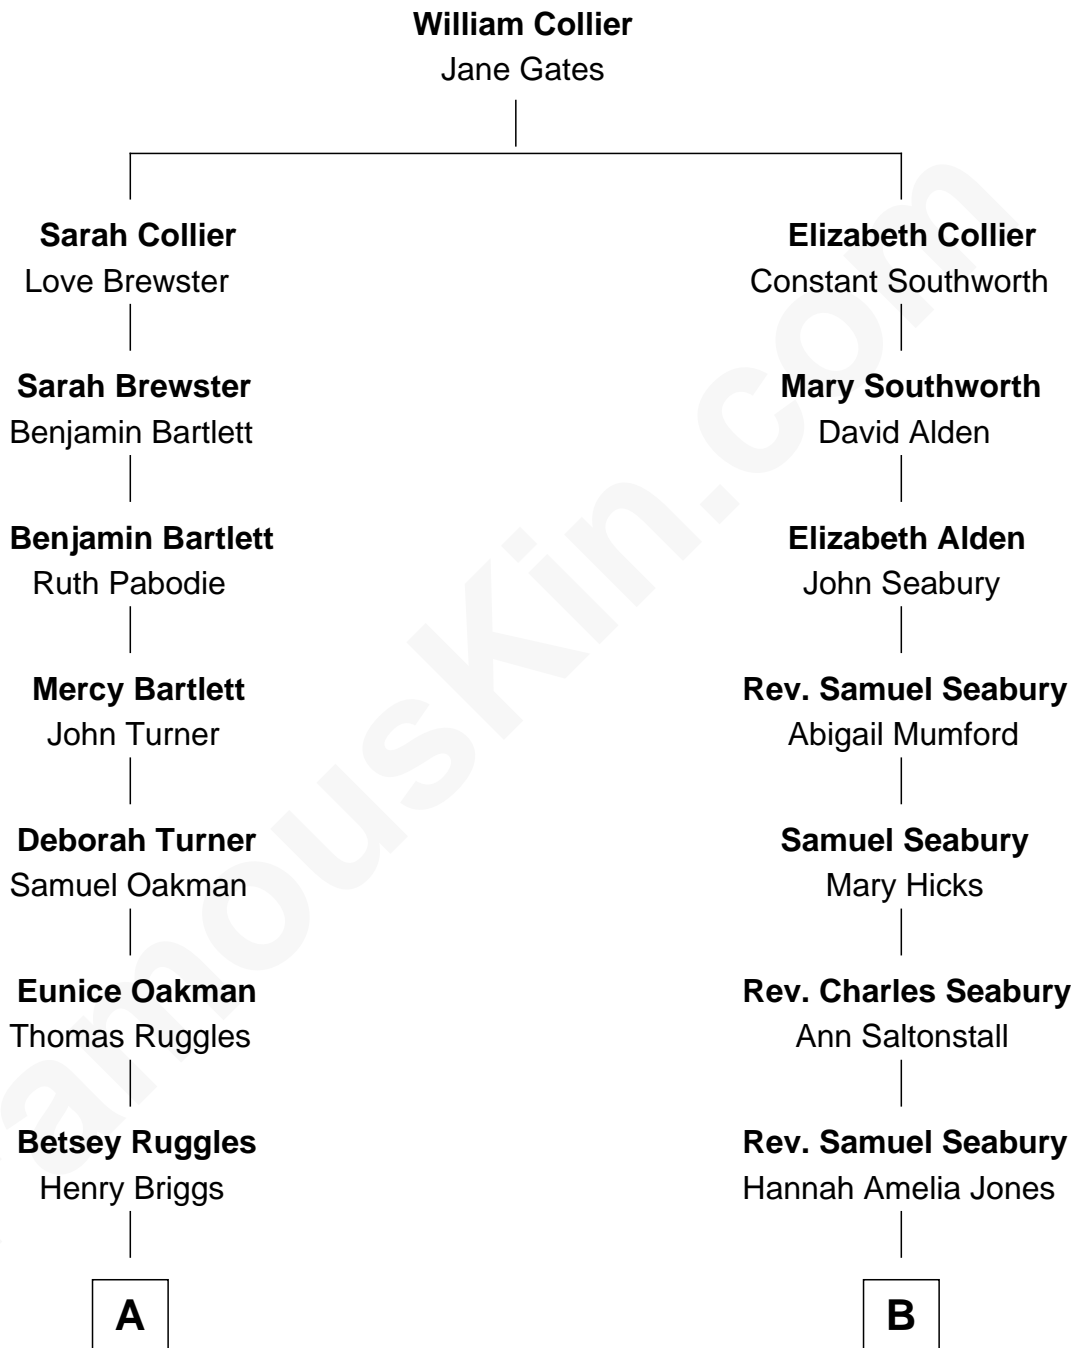 William Collier
Jane Gates
Sarah Collier
Love Brewster
Elizabeth Collier
Constant Southworth
Sarah Brewster
Benjamin Bartlett
Mary Southworth
David Alden
Benjamin Bartlett
Ruth Pabodie
Elizabeth Alden
John Seabury
Mercy Bartlett
John Turner
Rev. Samuel Seabury
Abigail Mumford
Deborah Turner
Samuel Oakman
Samuel Seabury
Mary Hicks
Eunice Oakman
Thomas Ruggles
Rev. Charles Seabury
Ann Saltonstall
Betsey Ruggles
Henry Briggs
Rev. Samuel Seabury
Hannah Amelia Jones
A
B
amousKin.com